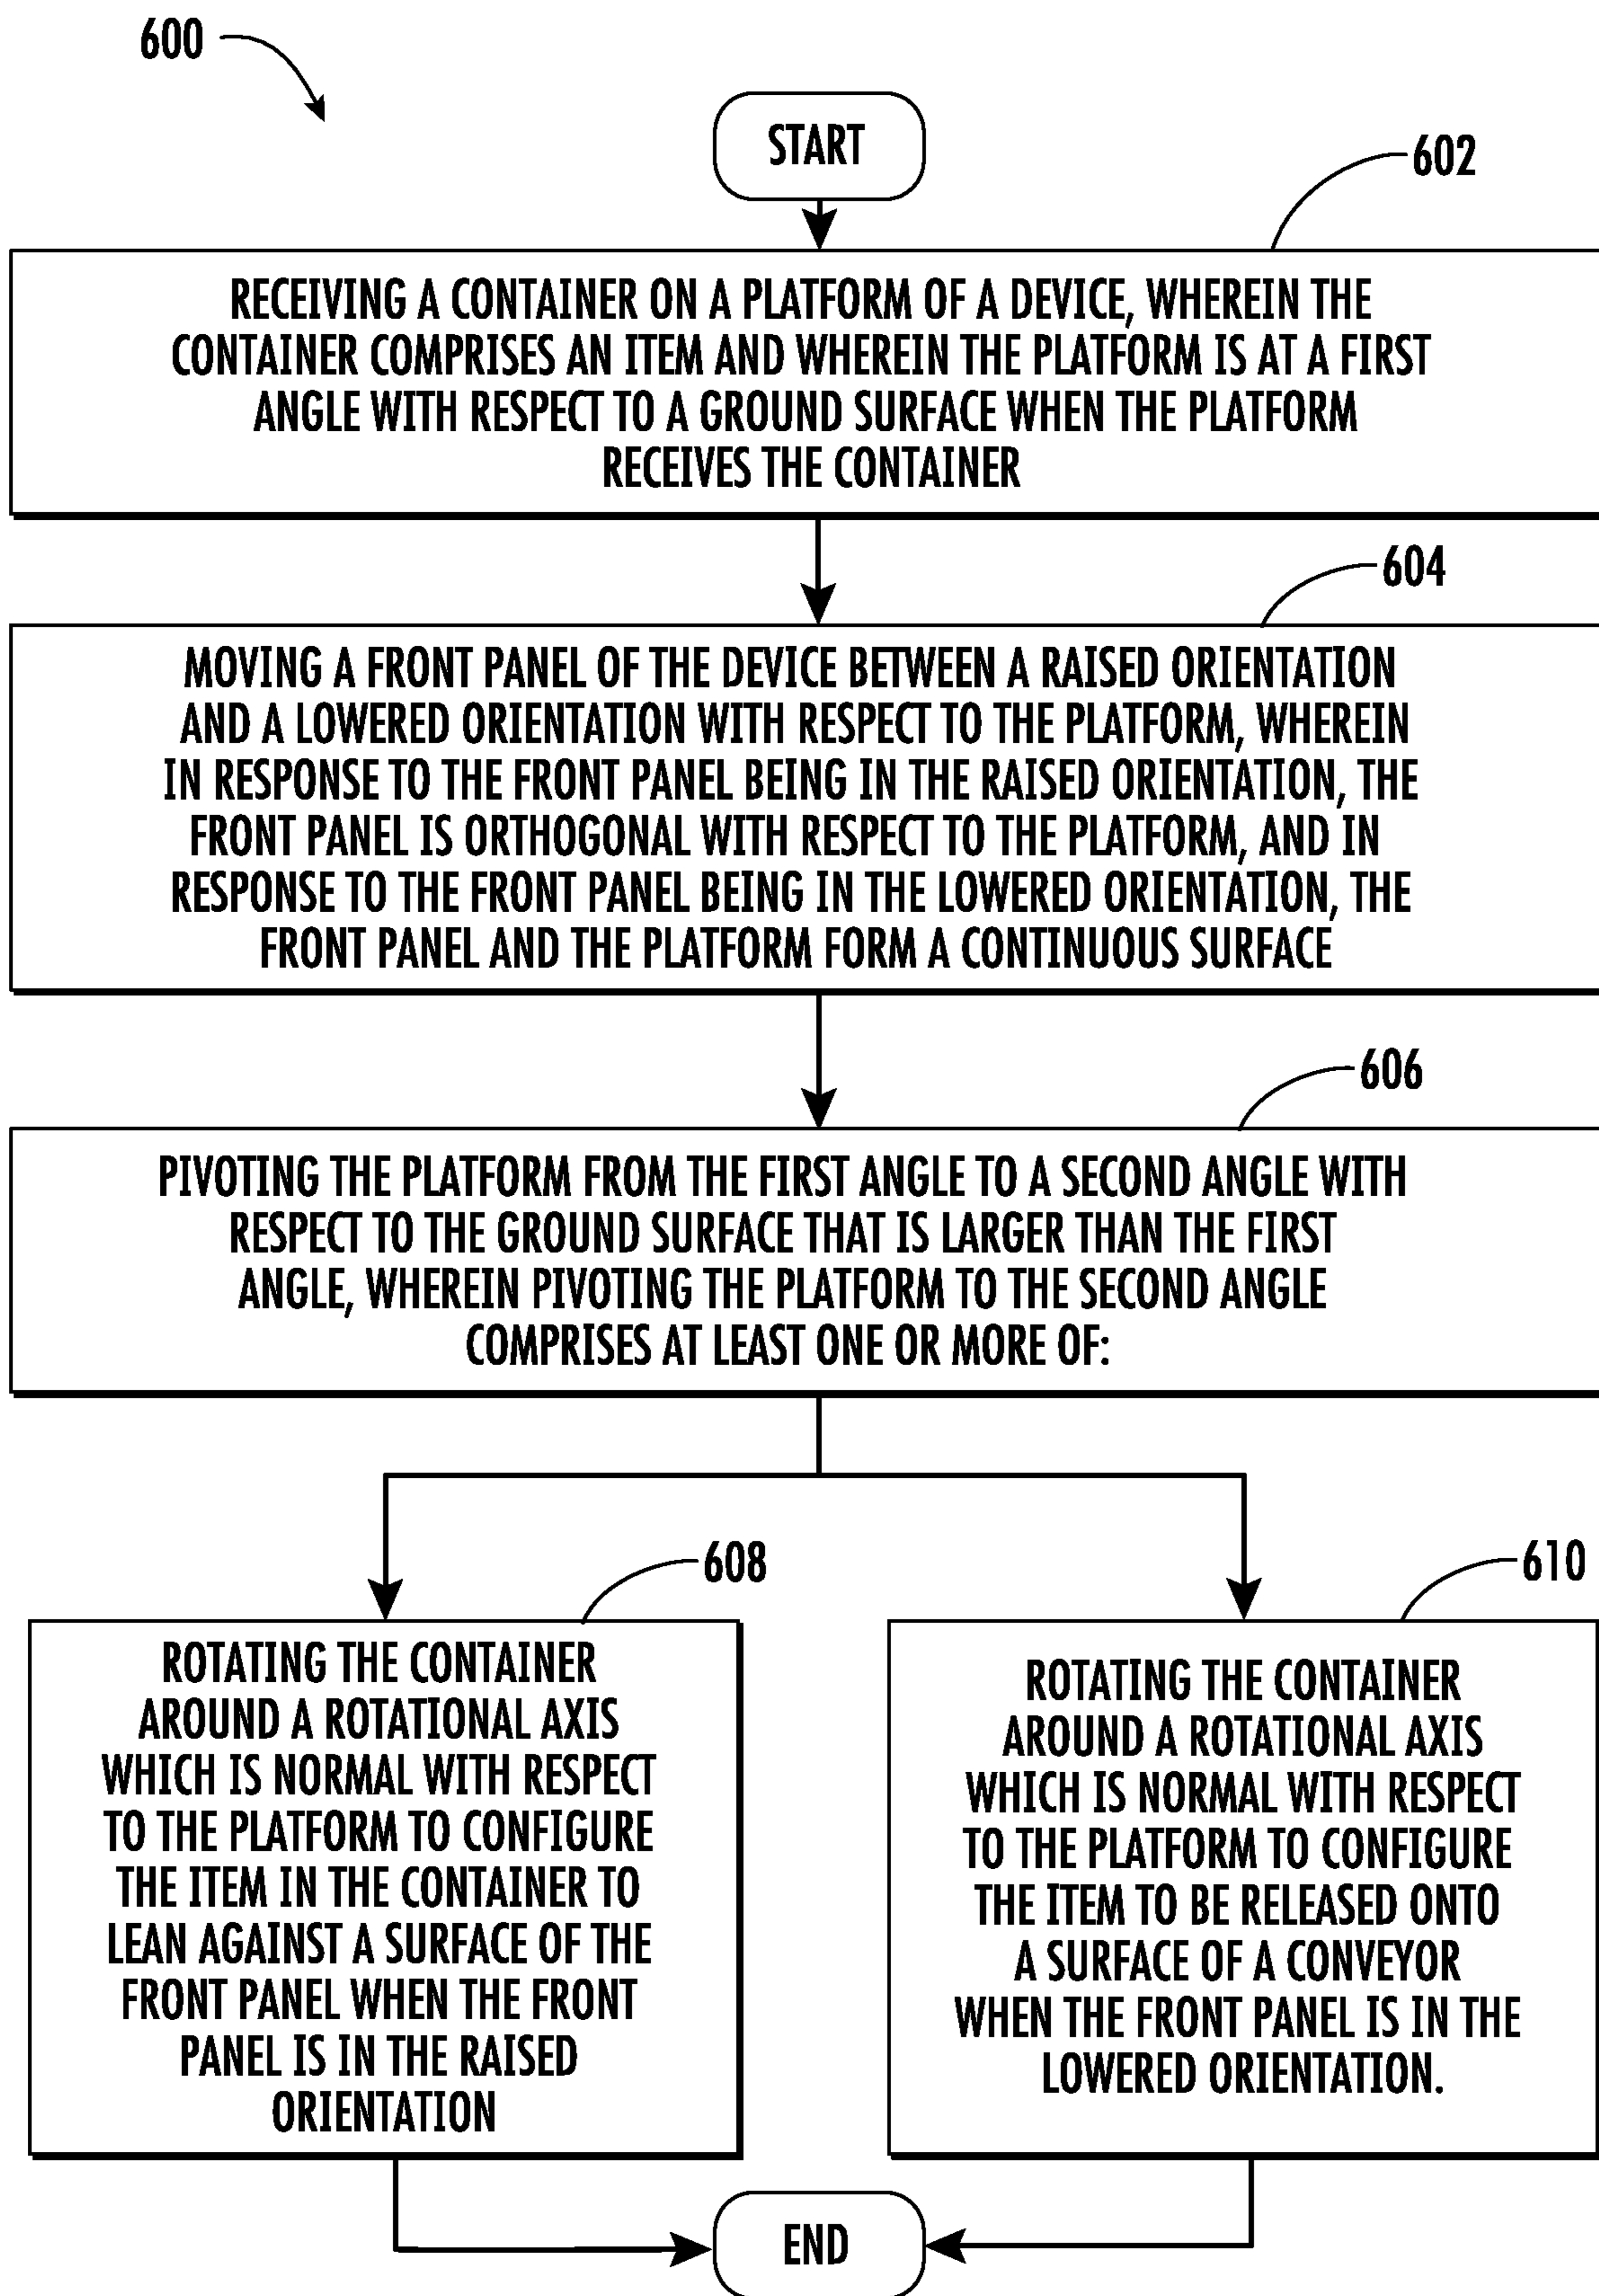 600
START
602
RECEIVING A CONTAINER ON A PLATFORM OF A DEVICE, WHEREIN THE
CONTAINER COMPRISES AN ITEM AND WHEREIN THE PLATFORM IS AT A FIRST
ANGLE WITH RESPECT TO A GROUND SURFACE WHEN THE PLATFORM
RECEIVES THE CONTAINER
604
MOVING A FRONT PANEL OF THE DEVICE BETWEEN A RAISED ORIENTATION
AND A LOWERED ORIENTATION WITH RESPECT TO THE PLATFORM, WHEREIN
IN RESPONSE TO THE FRONT PANEL BEING IN THE RAISED ORIENTATION, THE
FRONT PANEL IS ORTHOGONAL WITH RESPECT TO THE PLATFORM, AND IN
RESPONSE TO THE FRONT PANEL BEING IN THE LOWERED ORIENTATION, THE
FRONT PANEL AND THE PLATFORM FORM A CONTINUOUS SURFACE
606
PIVOTING THE PLATFORM FROM THE FIRST ANGLE TO A SECOND ANGLE WITH
RESPECT TO THE GROUND SURFACE THAT IS LARGER THAN THE FIRST
ANGLE, WHEREIN PIVOTING THE PLATFORM TO THE SECOND ANGLE
COMPRISES AT LEAST ONE OR MORE OF:
608
ROTATING THE CONTAINER
AROUND A ROTATIONAL AXIS
WHICH IS NORMAL WITH RESPECT
TO THE PLATFORM TO CONFIGURE
THE ITEM IN THE CONTAINER TO
LEAN AGAINST A SURFACE OF THE
FRONT PANEL WHEN THE FRONT
PANEL IS IN THE RAISED
ORIENTATION
610
ROTATING THE CONTAINER
AROUND A ROTATIONAL AXIS
WHICH IS NORMAL WITH RESPECT
TO THE PLATFORM TO CONFIGURE
THE ITEM TO BE RELEASED ONTO
A SURFACE OF A CONVEYOR
WHEN THE FRONT PANEL IS IN THE
LOWERED ORIENTATION.
END